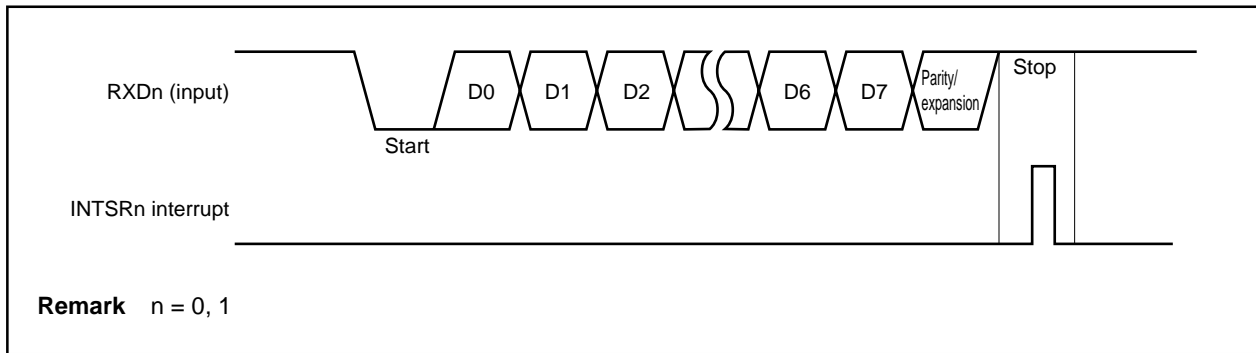 RXDn (input)
D0 D1 D2 D6 D7 Parity/
expansion
Stop
Start
INTSRn interrupt
Remark n = 0, 1